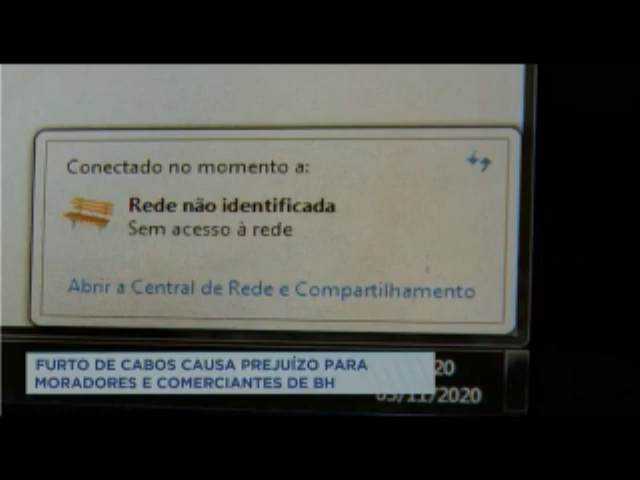 Conectado no momento a:
Rede não identificada
Sem acesso à rede
Abrir a Central de Rede e Compartilhamento
FURTO DE CABOS CAUSA PREJUÍZO PARA
MORADORES E COMERCIANTES DE BH